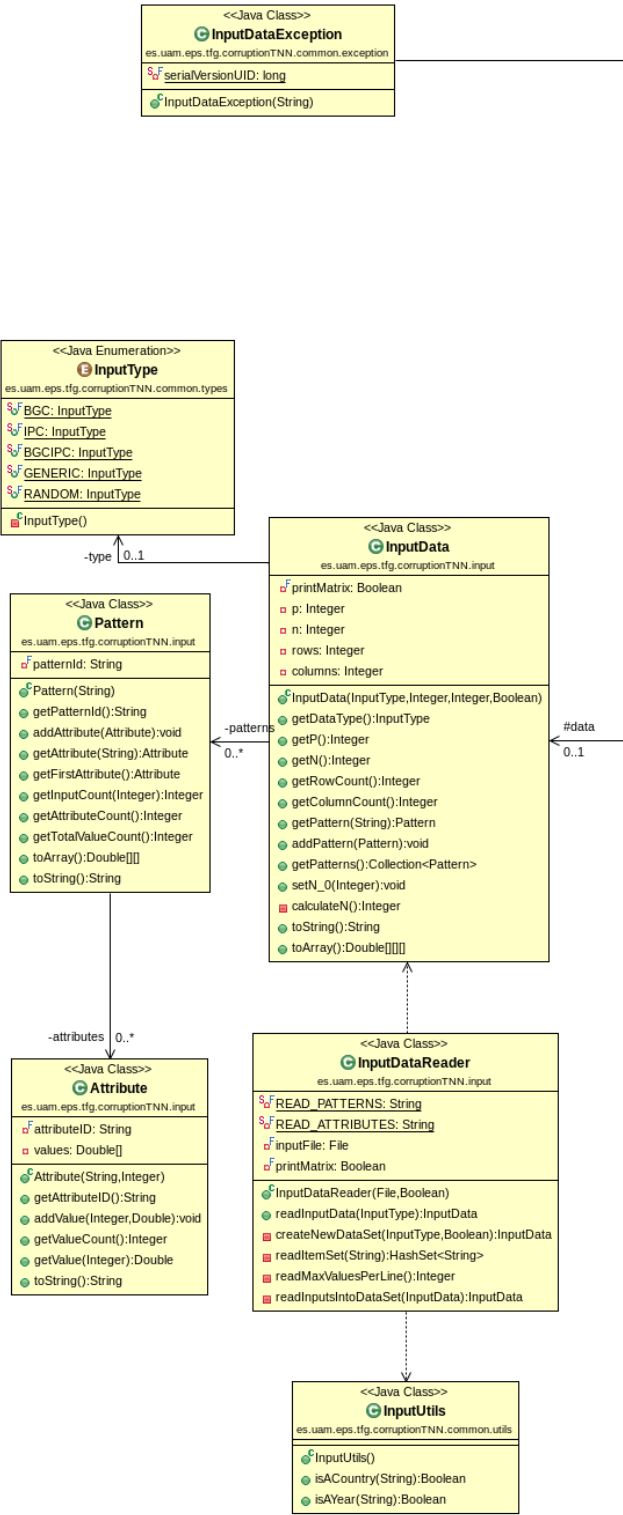 <<Java Class>>
InputDataException
es.uam.eps.tfg.corruptionTNN.common.exception
serialVersionUID: long
InputDataException(String)
<<Java Enumeration>>
InputType
es.uam.eps.tfg.corruptionTNN.common.types
BGC: InputType
IPC: InputType
BGCIPC: InputType
GENERIC: InputType
RANDOM: InputType
InputType()
-type 0..1
<<Java Class>>
InputData
es.uam.eps.tfg.corruptionTNN.input
printMatrix: Boolean
p: Integer
n: Integer
rows: Integer
columns: Integer
InputData(InputType,Integer,Integer,Boolean)
getDataType():InputType
getP():Integer
getN():Integer
getRowCount():Integer
getColumnCount():Integer
getPattern(String):Pattern
addPattern(Pattern):void
getPatterns():Collection<Pattern>
setN_0(Integer):void
calculateN():Integer
toString():String
toArray():Double[][][]
#data
0..1
<<Java Class>>
Pattern
es.uam.eps.tfg.corruptionTNN.input
patternId: String
Pattern(String)
getPatternId():String
addAttribute(Attribute):void
getAttribute(String):Attribute
getFirstAttribute():Attribute
getInputCount(Integer):Integer
getAttributeCount():Integer
getTotalValueCount():Integer
toArray():Double[][]
toString():String
-patterns
0..*
-attributes 0..*
<<Java Class>>
Attribute
es.uam.eps.tfg.corruptionTNN.input
attributeID: String
values: Double[]
Attribute(String,Integer)
getAttributeID():String
addValue(Integer,Double):void
getValueCount():Integer
getValue(Integer):Double
toString():String
<<Java Class>>
InputDataReader
es.uam.eps.tfg.corruptionTNN.input
READ_PATTERNS: String
READ_ATTRIBUTES: String
inputFile: File
printMatrix: Boolean
InputDataReader(File,Boolean)
readInputData(InputType):InputData
createNewDataSet(InputType,Boolean):InputData
readItemSet(String):HashSet<String>
readMaxValuesPerLine():Integer
readInputsIntoDataSet(InputData):InputData
<<Java Class>>
InputUtils
es.uam.eps.tfg.corruptionTNN.common.utils
InputUtils()
isACountry(String):Boolean
isAYear(String):Boolean